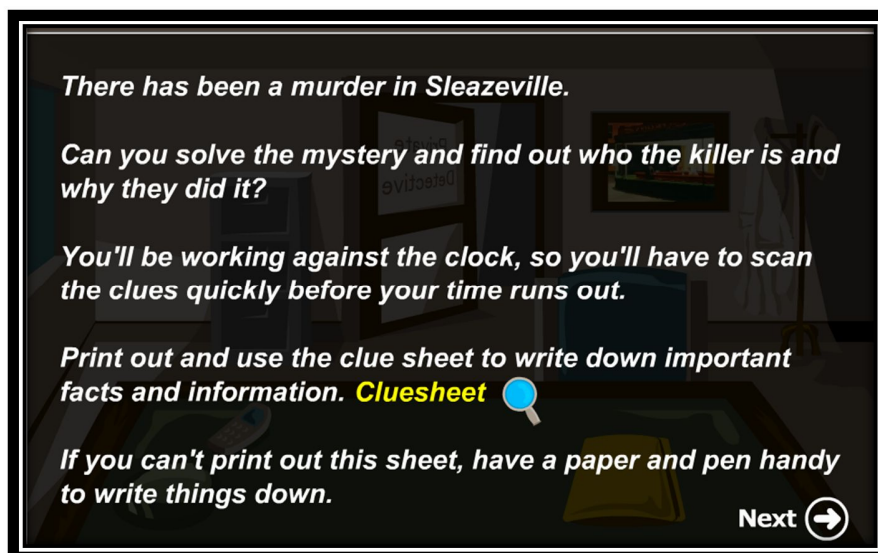 There has been a murder in Sleazeville.
Can you solve the mystery and find out who the killer is and
why they did it?
You'll be working against the clock, so you'll have to scan
the clues quickly before your time runs out.
Print out and use the clue sheet to write down important
facts and information. Cluesheet
If you can't print out this sheet, have a paper and pen handy
to write things down.
Next
Private
Detective